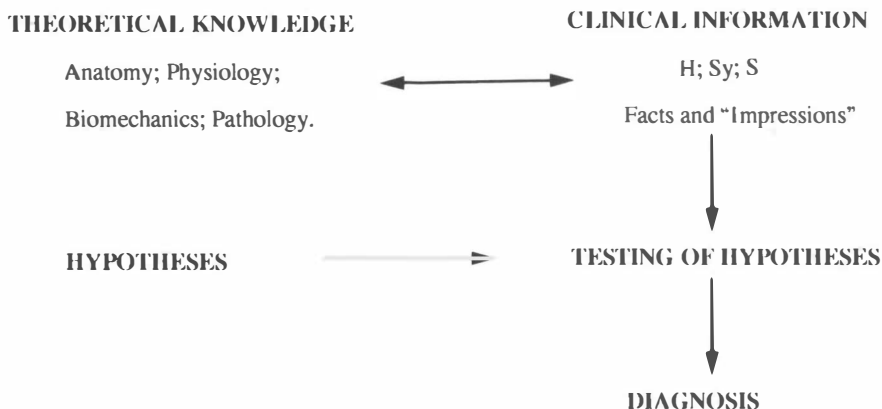 THEORETICAL KNOWLEDGE
CLINICAL INFORMATION
Anatomy; Physiology;
Biomechanics; Pathology.
H; Sy; S
Facts and “Impressions”
HYPOTHESES
TESTING OF HYPOTHESES
DIAGNOSIS